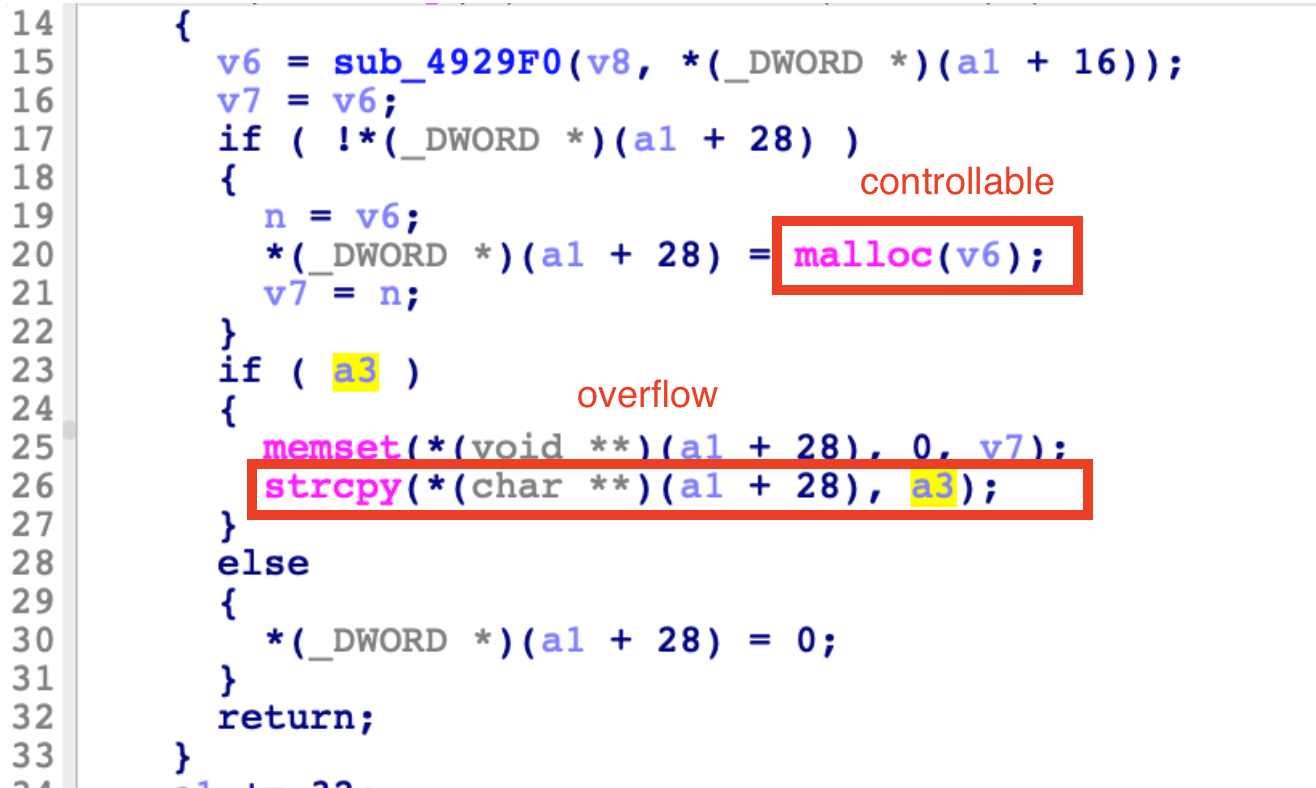 14 {
15 v6 = sub_4929F0(v8, *(_DWORD *)(a1 + 16));
16 v7 = v6;
17 if ( !*(_DWORD *)(a1 + 28) )
18 {
controllable
19 n = v6;
20 *(_DWORD *)(a1 + 28) = malloc(v6);
21 v7 = n;
22 }
23 if ( a3 )
overflow
24 {
25 memset(*(void **)(a1 + 28), 0, v7);
26 strcpy(*(char **)(a1 + 28), a3);
27 }
28 else
29 {
30 *(_DWORD *)(a1 + 28) = 0;
31 }
32 return;
33 }